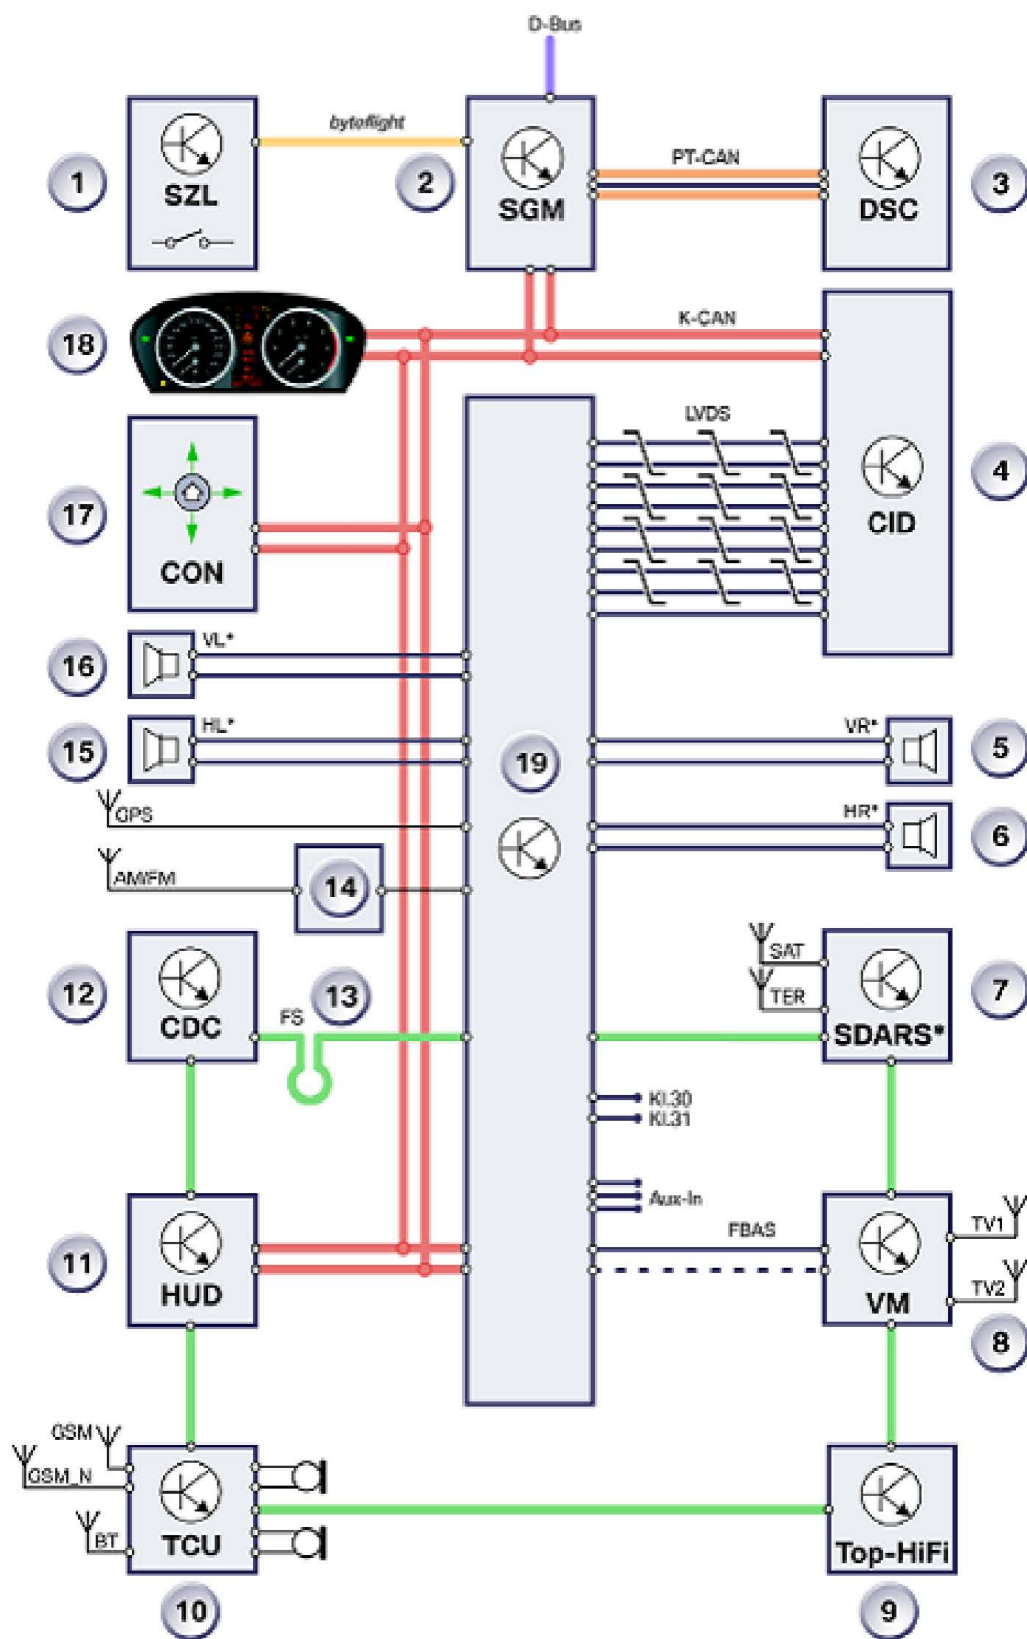 D-Bus
byteflight
1
SZL
2
SGM
PT-CAN
3
DSC
18
K-CAN
LVDS
4
CID
17
CON
16
VL*
15
HL*
19
VR*
5
HR*
6
GPS
AM/FM
14
12
CDC
13
FS
SAT
TER
7
SDARS*
Kl.30
Kl.31
Aux-In
11
HUD
FBAS
TV1
TV2
VM
8
GSM
GSM_N
BT
TCU
Top-HiFi
10
9